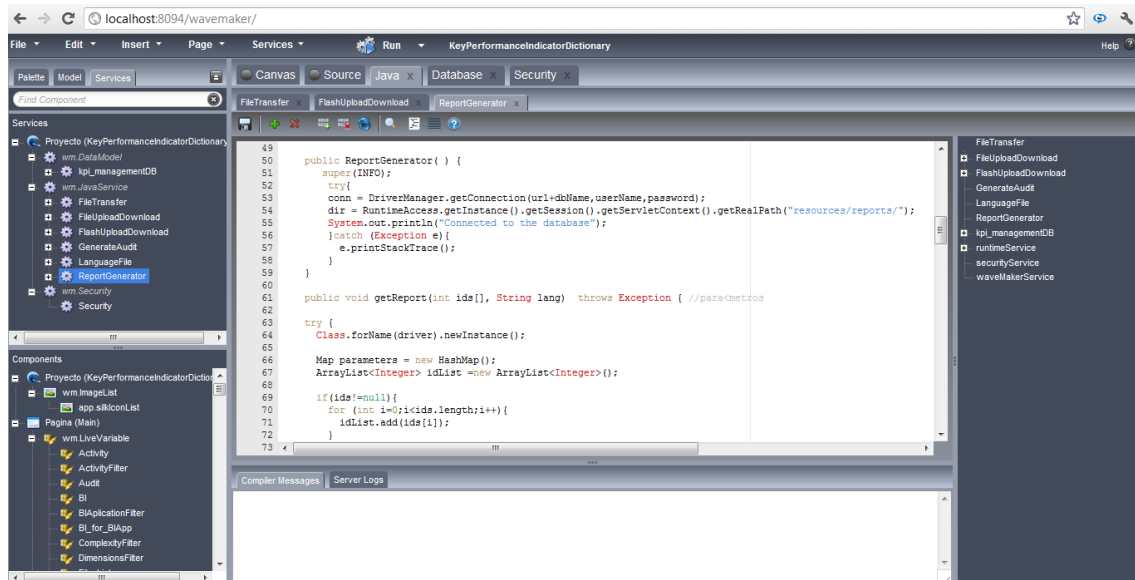 localhost:8094/wavemaker/
File Edit Insert Page Services Run KeyPerformanceIndicatorDictionary Help
Palette Model Services
Find Component
Services
Proyecto (KeyPerformanceIndicatorDictionary
wm.DataModel
kpi_managementDB
wm.JavaService
FileTransfer
FileUploadDownload
FlashUploadDownload
GenerateAudit
LanguageFile
ReportGenerator
wm.Security
Security
Components
Proyecto (KeyPerformanceIndicatorDictior
wm.ImageList
app.silkIconList
Pagina (Main)
wm.LiveVariable
Activity
ActivityFilter
Audit
BI
BIAplicationFilter
BI_for_BIApp
ComplexityFilter
DimensionsFilter
Canvas Source Java x Database x Security x
FileTransfer x FlashUploadDownload x ReportGenerator x
49
50 public ReportGenerator( ) {
51 super(INFO);
52 try{
53 conn = DriverManager.getConnection(url+dbName,userName,password);
54 dir = RuntimeAccess.getInstance().getSession().getServletContext().getRealPath("resources/reports/");
55 System.out.println("Connected to the database");
56 }catch (Exception e){
57 e.printStackTrace();
58 }
59 }
60
61 public void getReport(int ids[], String lang) throws Exception { //para<metros
62
63 try {
64 Class.forName(driver).newInstance();
65
66 Map parameters = new HashMap();
67 ArrayList<Integer> idList =new ArrayList<Integer>();
68
69 if(ids!=null){
70 for (int i=0;i<ids.length;i++){
71 idList.add(ids[i]);
72 }
73
Compiler Messages Server Logs
FileTransfer
FileUploadDownload
FlashUploadDownload
GenerateAudit
LanguageFile
ReportGenerator
kpi_managementDB
runtimeService
securityService
waveMakerService